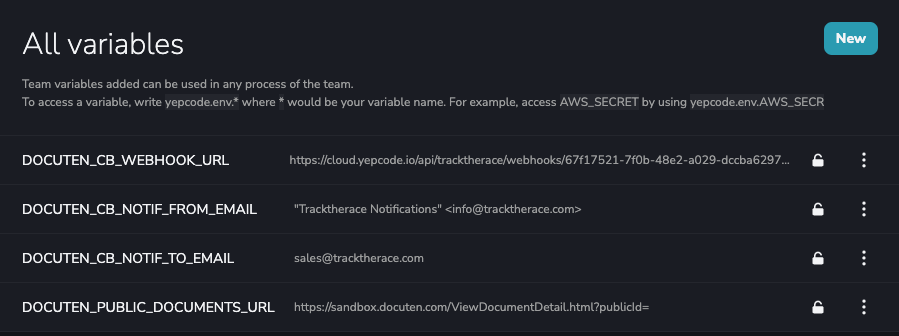 All variables
New
Team variables added can be used in any process of the team.
To access a variable, write yepcode.env.* where * would be your variable name. For example, access AWS_SECRET by using yepcode.env.AWS_SECR
DOCUTEN_CB_WEBHOOK_URL https://cloud.yepcode.io/api/tracktherace/webhooks/67f17521-7f0b-48e2-a029-dccba6297...
DOCUTEN_CB_NOTIF_FROM_EMAIL "Tracktherace Notifications" <info@tracktherace.com>
DOCUTEN_CB_NOTIF_TO_EMAIL sales@tracktherace.com
DOCUTEN_PUBLIC_DOCUMENTS_URL https://sandbox.docuten.com/ViewDocumentDetail.html?publicId=